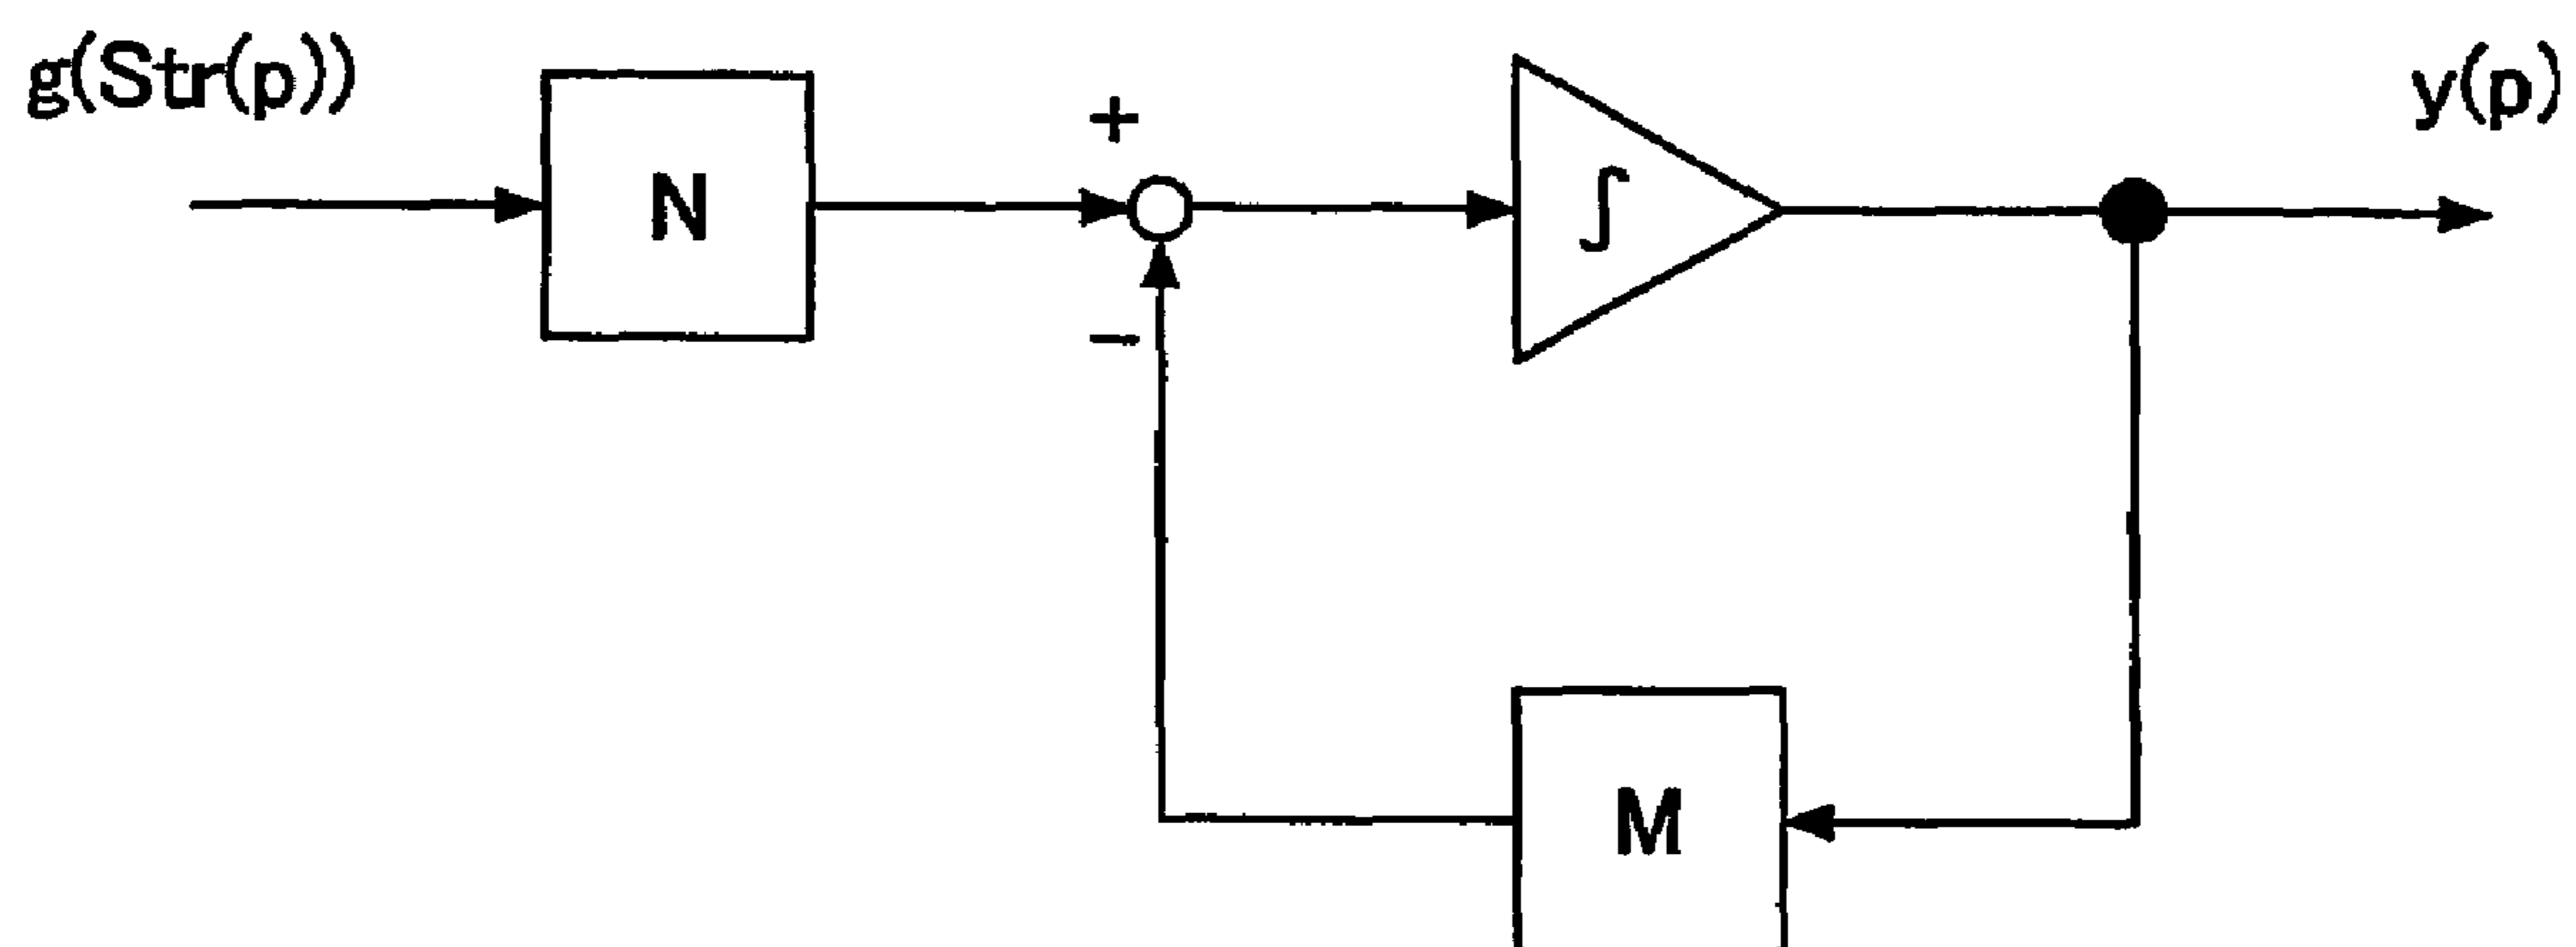 g(Str(p))
N
+
−
∫
y(p)
M